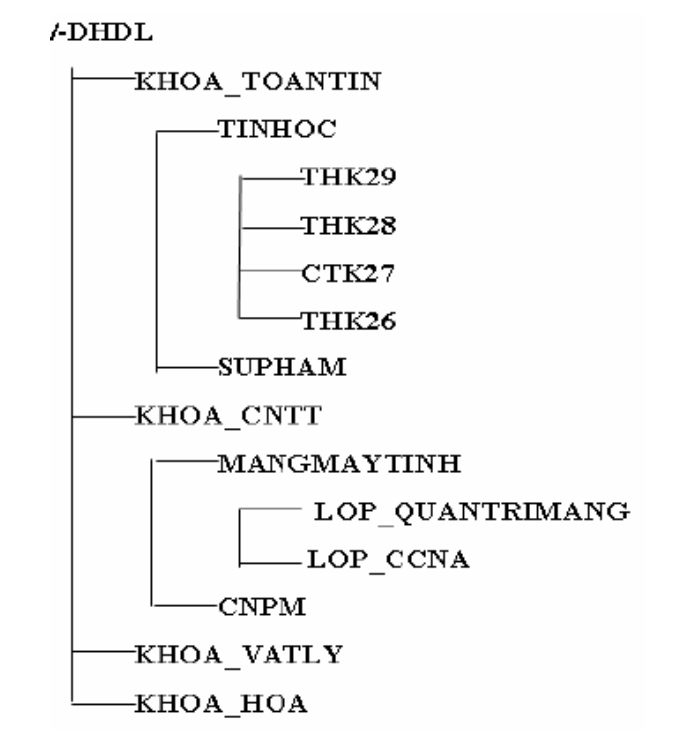 /-DHDL
KHOA_TOANTIN
TINHOC
THK29
THK28
CTK27
THK26
SUPHAM
KHOA_CNTT
MANGMAYTINH
LOP_QUANTRIMANG
LOP_CCNA
CNPM
KHOA_VATLY
KHOA_HOA